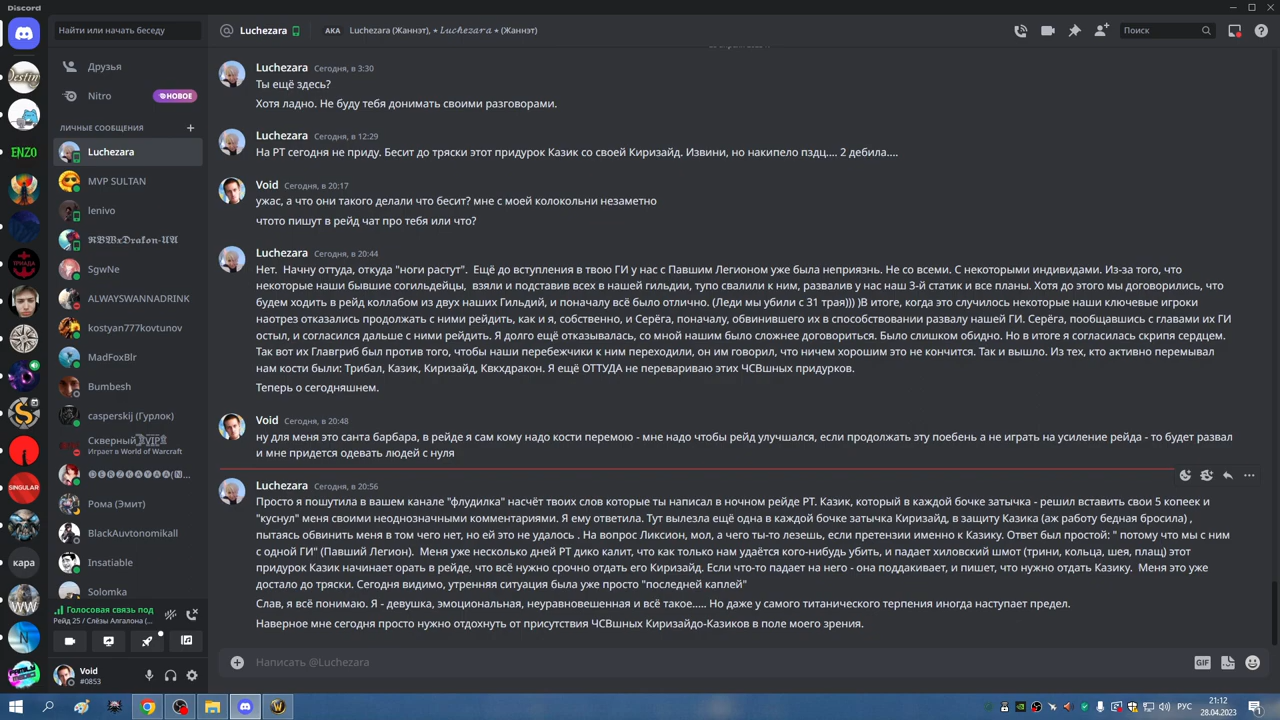 Discord
Найти или начать беседу
Luchezara
AKA
Luchezara (Жаннэт), ⋆ 𝓛𝓾𝓬𝓱𝓮𝔃𝓪𝓻𝓪 ⋆ (Жаннэт)
Поиск
Друзья
Nitro
НОВОЕ
ЛИЧНЫЕ СООБЩЕНИЯ
Luchezara
MVP SULTAN
lenivo
SgwNe
ALWAYSWANNADRINK
kostyan777kovtunov
MadFoxBlr
Bumbesh
casperskij (Гурлок)
Скверный VIP
Играет в World of Warcraft
🅓🅔🅡🅩🅚🅐🅨🅐🅐(🅝...
Рома (Эмит)
BlackAuvtonomikall
Insatiable
Solomka
Голосовая связь под
Рейд 25 / Слёзы Алгалона (...
Void
#0853
Destin
ENZO
ТРИАДА
SINGULAR
кара
WW
Luchezara Сегодня, в 3:30
Ты ещё здесь?
Хотя ладно. Не буду тебя донимать своими разговорами.
Luchezara Сегодня, в 12:29
На РТ сегодня не приду. Бесит до тряски этот придурок Казик со своей Киризайд. Извини, но накипело пздц.... 2 дебила....
Void Сегодня, в 20:17
ужас, а что они такого делали что бесит? мне с моей колокольни незаметно
чтото пишут в рейд чат про тебя или что?
Luchezara Сегодня, в 20:44
Нет. Начну оттуда, откуда "ноги растут". Ещё до вступления в твою ГИ у нас с Павшим Легионом уже была неприязнь. Не со всеми. С некоторыми индивидами. Из-за того, что
некоторые наши бывшие согильдейцы, взяли и подставив всех в нашей гильдии, тупо свалили к ним, развалив у нас наш 3-й статик и все планы. Хотя до этого мы договорились, что
будем ходить в рейд коллабом из двух наших Гильдий, и поначалу всё было отлично. (Леди мы убили с 31 трая))) )В итоге, когда это случилось некоторые наши ключевые игроки
наотрез отказались продолжать с ними рейдить, как и я, собственно, и Серёга, поначалу, обвинившего их в способствовании развалу нашей ГИ. Серёга, пообщавшись с главами их ГИ
остыл, и согласился дальше с ними рейдить. Я долго ещё отказывалась, со мной нашим было сложнее договориться. Было слишком обидно. Но в итоге я согласилась скрипя сердцем.
Так вот их Главгриб был против того, чтобы наши перебежчики к ним переходили, он им говорил, что ничем хорошим это не кончится. Так и вышло. Из тех, кто активно перемывал
нам кости были: Трибал, Казик, Киризайд, Квкхдракон. Я ещё ОТТУДА не перевариваю этих ЧСВшных придурков.
Теперь о сегодняшнем.
Void Сегодня, в 20:48
ну для меня это санта барбара, в рейде я сам кому надо кости перемою - мне надо чтобы рейд улучшался, если продолжать эту поебень а не играть на усиление рейда - то будет развал
и мне придется одевать людей с нуля
Luchezara Сегодня, в 20:56
Просто я пошутила в вашем канале "флудилка" насчёт твоих слов которые ты написал в ночном рейде РТ. Казик, который в каждой бочке затычка - решил вставить свои 5 копеек и
"куснул" меня своими неоднозначными комментариями. Я ему ответила. Тут вылезла ещё одна в каждой бочке затычка Киризайд, в защиту Казика (аж работу бедная бросила) ,
пытаясь обвинить меня в том чего нет, но ей это не удалось . На вопрос Ликсион, мол, а чего ты-то лезешь, если претензии именно к Казику. Ответ был простой: " потому что мы с ним
с одной ГИ" (Павший Легион). Меня уже несколько дней РТ дико калит, что как только нам удаётся кого-нибудь убить, и падает хиловский шмот (трини, кольца, шея, плащ) этот
придурок Казик начинает орать в рейде, что всё нужно срочно отдать его Киризайд. Если что-то падает на него - она поддакивает, и пишет, что нужно отдать Казику. Меня это уже
достало до тряски. Сегодня видимо, утренняя ситуация была уже просто "последней каплей"
Слав, я всё понимаю. Я - девушка, эмоциональная, неуравновешенная и всё такое..... Но даже у самого титанического терпения иногда наступает предел.
Наверное мне сегодня просто нужно отдохнуть от присутствия ЧСВшных Киризайдо-Казиков в поле моего зрения.
Написать @Luchezara
GIF
РУС
21:12
28.04.2023